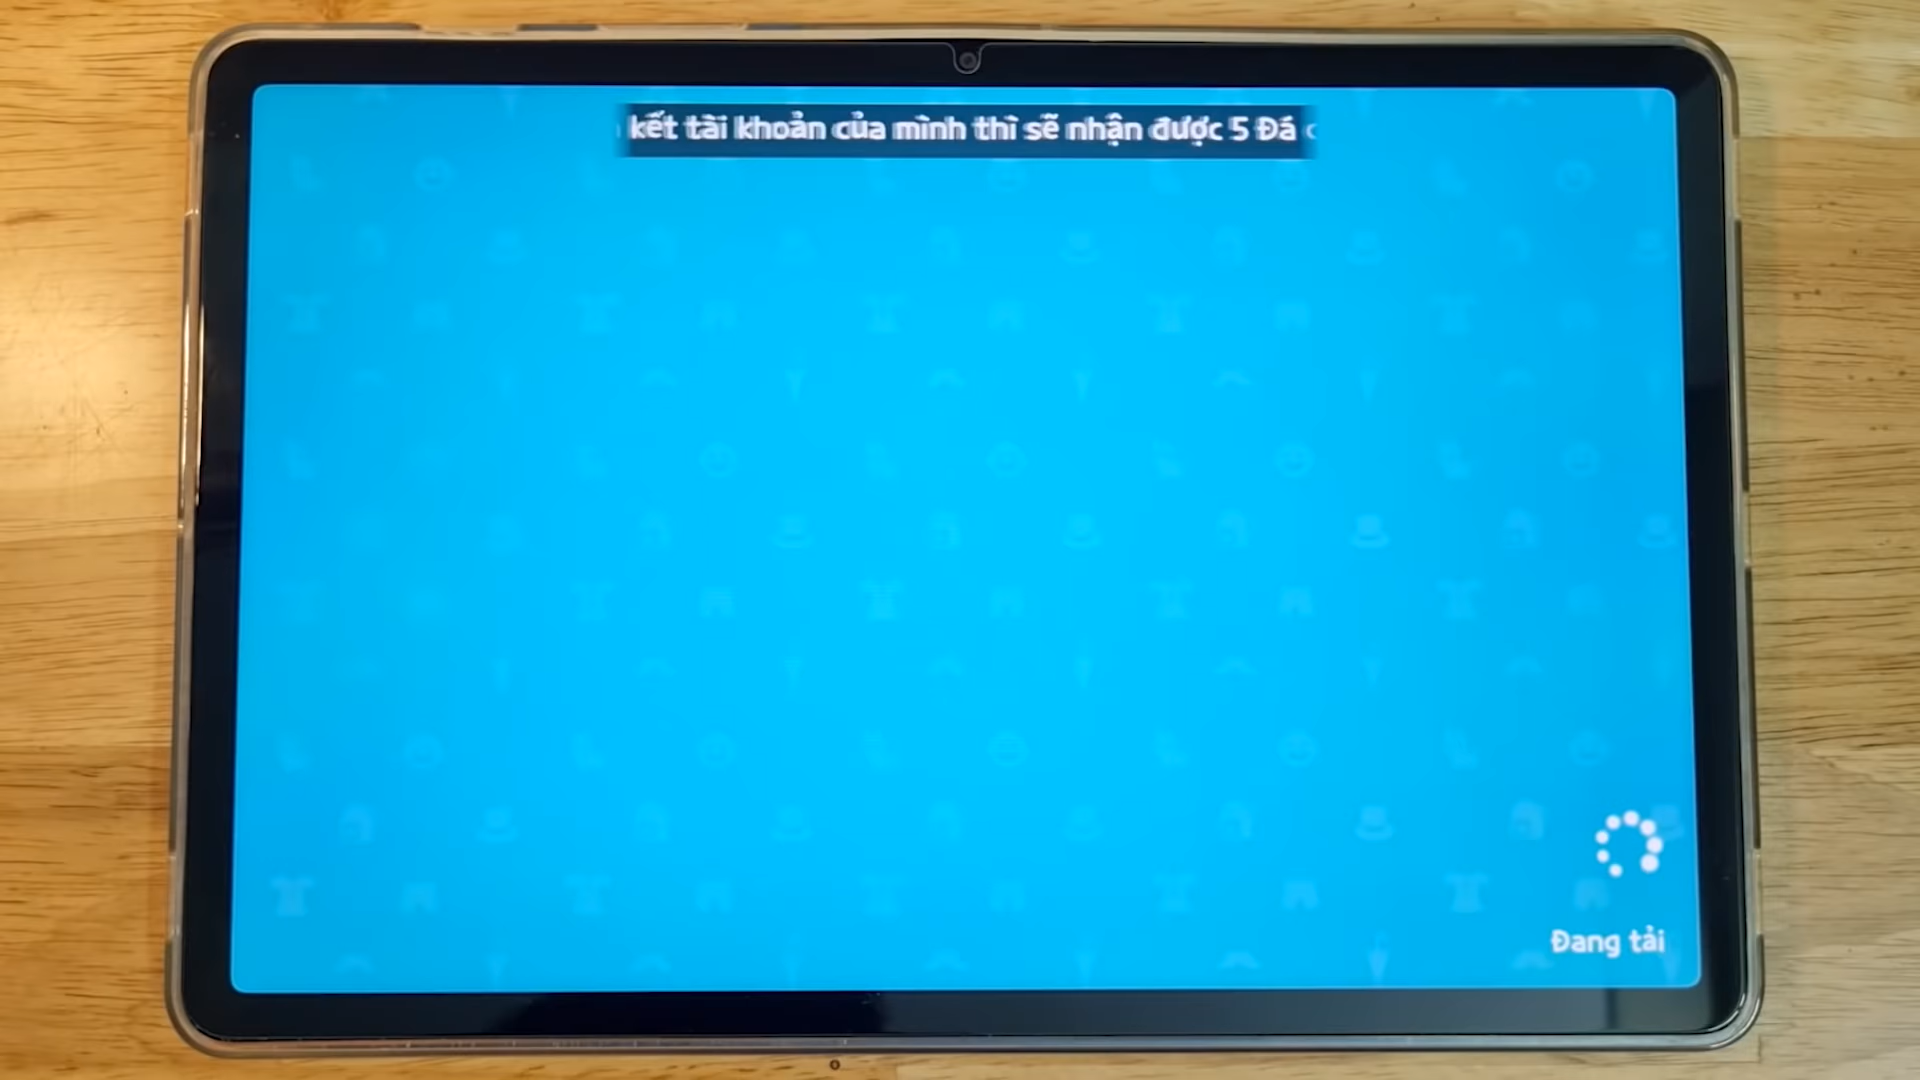 kết tài khoản của mình thì sẽ nhận được 5 Đá
Đang tải